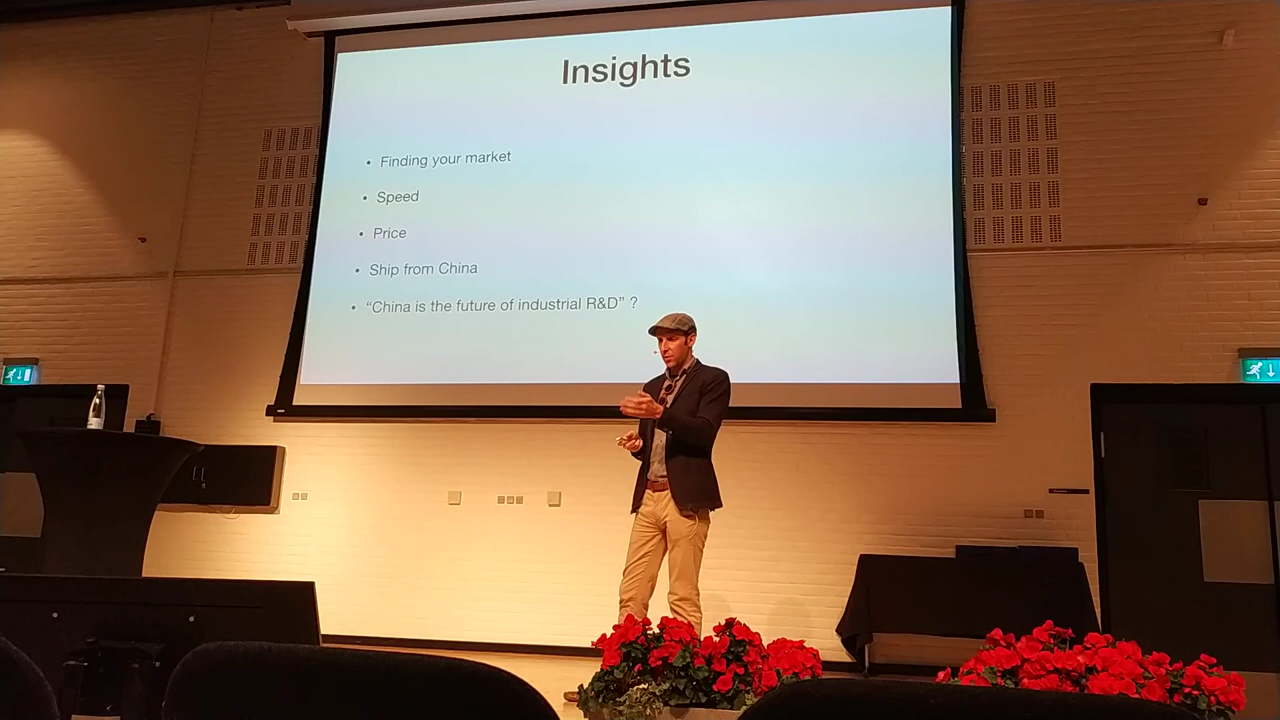 Insights
• Finding your market
• Speed
• Price
• Ship from China
• “China is the future of industrial R&D” ?